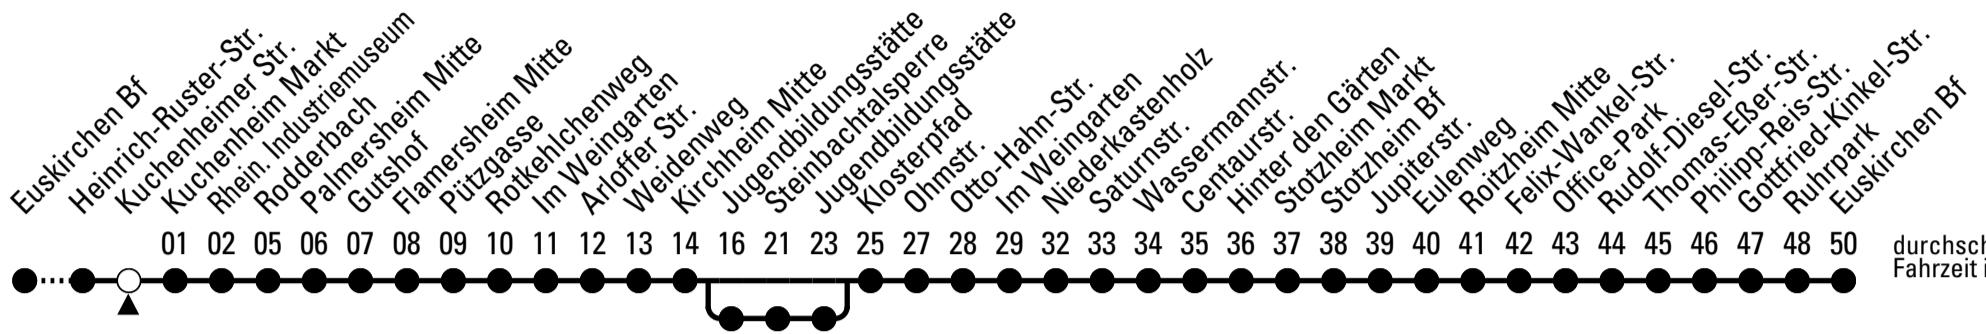 Euskirchen Bf
Heinrich-Ruster-Str.
Kuchenheimer Str.
Kuchenheim Markt
Rhein. Industriemuseum
Rodderbach
Palmersheim Mitte
Gutshof
Flamersheim Mitte
Pützgasse
Rotkehlchenweg
Im Weingarten
Arloffer Str.
Weidenweg
Kirchheim Mitte
Jugendbildungsstätte
Steinbachtalsperre
Jugendbildungsstätte
Klosterpfad
Ohmstr.
Otto-Hahn-Str.
Im Weingarten
Niederkastenholz
Saturnstr.
Wassermannstr.
Centaurstr.
Hinter den Gärten
Stotzheim Markt
Stotzheim Bf
Jupiterstr.
Eulenweg
Roitzheim Mitte
Felix-Wankel-Str.
Office-Park
Rudolf-Diesel-Str.
Thomas-Eßer-Str.
Philipp-Reis-Str.
Gottfried-Kinkel-Str.
Ruhrpark
Euskirchen Bf
01 02 05 06 07 08 09 10 11 12 13 14 16 21 23 25 27 28 29 32 33 34 35 36 37 38 39 40 41 42 43 44 45 46 47 48 50
durchsch
Fahrzeit i